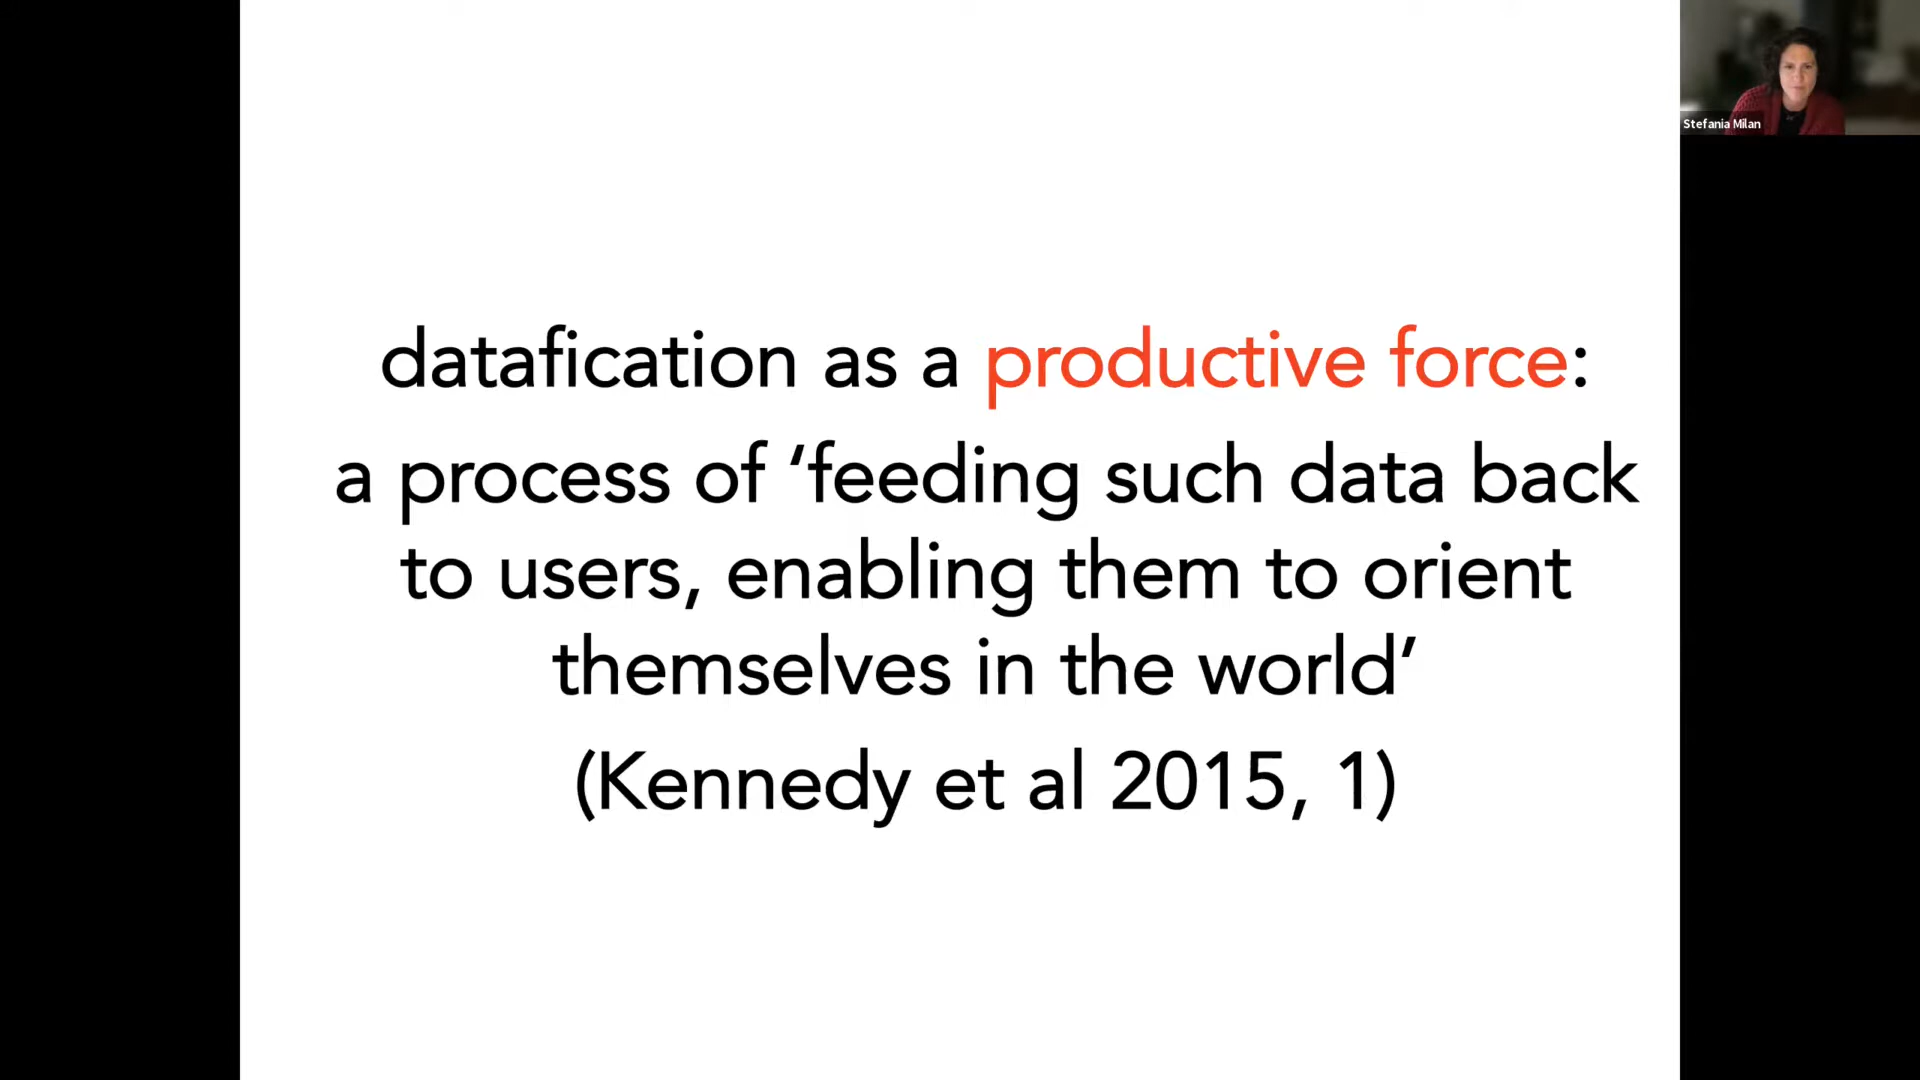 datafication as a productive force:
a process of ‘feeding such data back
to users, enabling them to orient
themselves in the world’
(Kennedy et al 2015, 1)
Stefania Milan